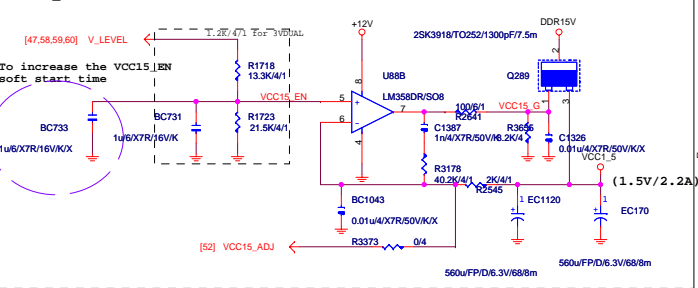 +12V
DDR15V
1.2K/4/1 for 3VDUAL
2SK3918/TO252/1300pF/7.5m
[47,58,59,60] V_LEVEL
2
To increase the VCC15_EN
soft start time
R1718
13.3K/4/1
8
U88B
LM358DR/SO8
Q289
VCC15_EN
5
+
7
100/6/1
R2641
VCC15_G
1
3
6
−
4
BC733
1u/6/X7R/16V/K/X
BC731
1u/6/X7R/16V/K
R1723
21.5K/4/1
C1387
1n/4/X7R/50V/K
R3656
8.2K/4
C1326
0.01u/4/X7R/50V/K/X
VCC1_5
R3178
40.2K/4/1
2K/4/1
R2545
(1.5V/2.2A)
BC1043
0.01u/4/X7R/50V/K/X
1
+
EC1120
1
+
EC170
[52] VCC15_ADJ
R3373
0/4
560u/FP/D/6.3V/68/8m
560u/FP/D/6.3V/68/8m